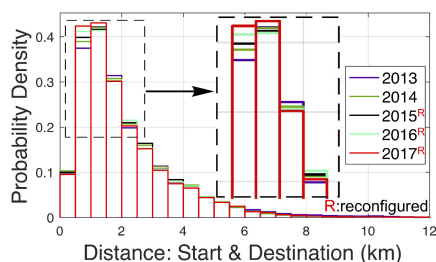 Probability Density
0.4
0.3
0.2
0.1
0
2013
2014
2015R
2016R
2017R
R:reconfigured
0 2 4 6 8 10 12
Distance: Start & Destination (km)